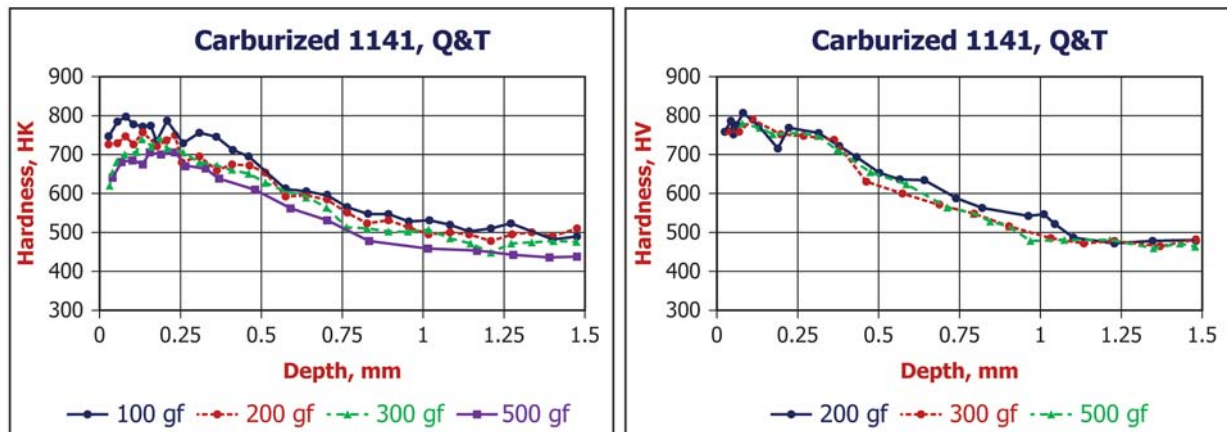 Carburized 1141, Q&T
900
800
700
600
500
400
300
Hardness, HK
0 0.25 0.5 0.75 1 1.25 1.5
Depth, mm
100 gf 200 gf 300 gf 500 gf
Carburized 1141, Q&T
900
800
700
600
500
400
300
Hardness, HV
0 0.25 0.5 0.75 1 1.25 1.5
Depth, mm
200 gf 300 gf 500 gf